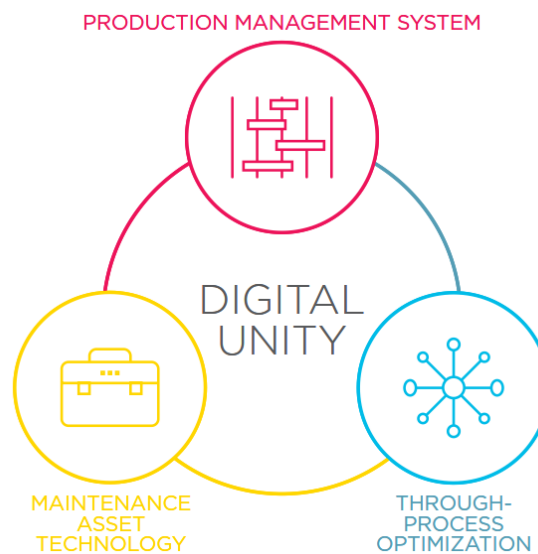 PRODUCTION MANAGEMENT SYSTEM
DIGITAL
UNITY
MAINTENANCE
ASSET
TECHNOLOGY
THROUGH-
PROCESS
OPTIMIZATION